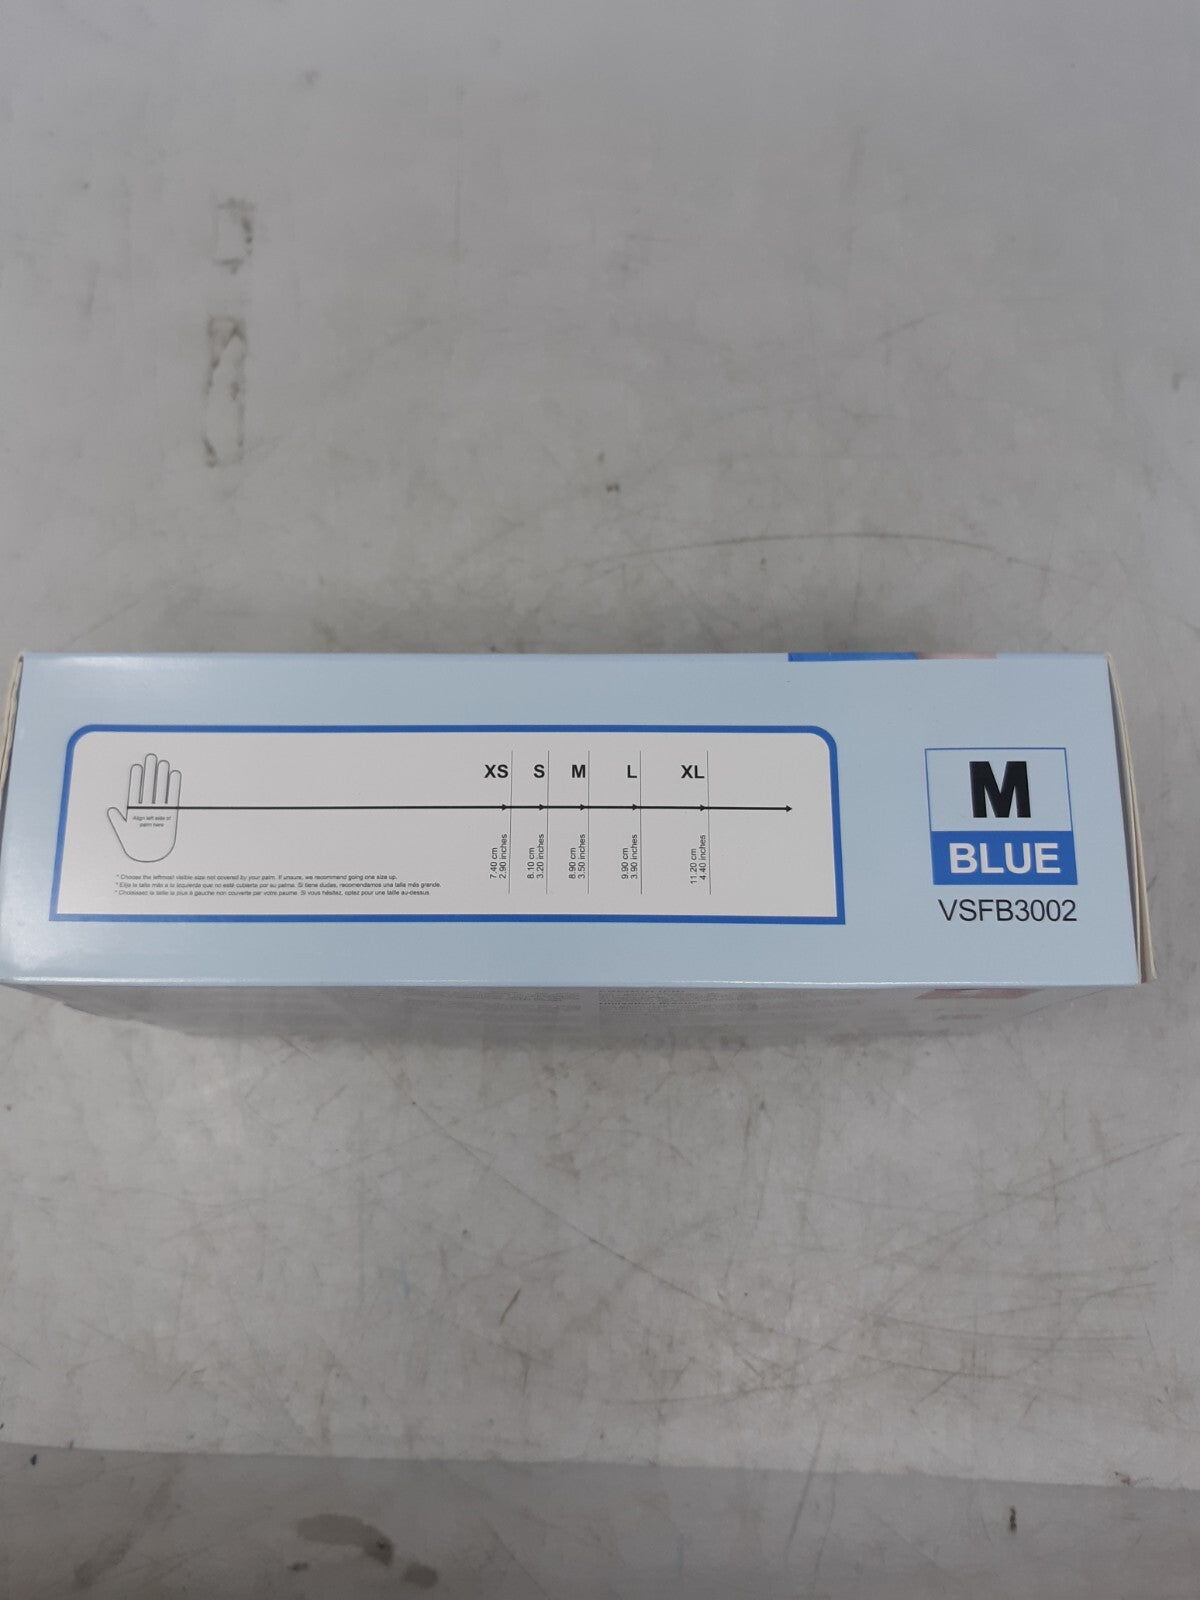 XS S M L XL
Align left side of
palm here
7.40 cm
2.90 inches
8.10 cm
3.20 inches
8.90 cm
3.50 inches
9.90 cm
3.90 inches
11.20 cm
4.40 inches
* Choose the leftmost visible size not covered by your palm. If unsure, we recommend going one size up.
* Elija la talla más a la izquierda que no esté cubierta por su palma. Si tiene dudas, recomendamos una talla más grande.
* Choisissez la taille la plus à gauche non couverte par votre paume. Si vous hésitez, optez pour une taille au-dessus.
M
BLUE
VSFB3002